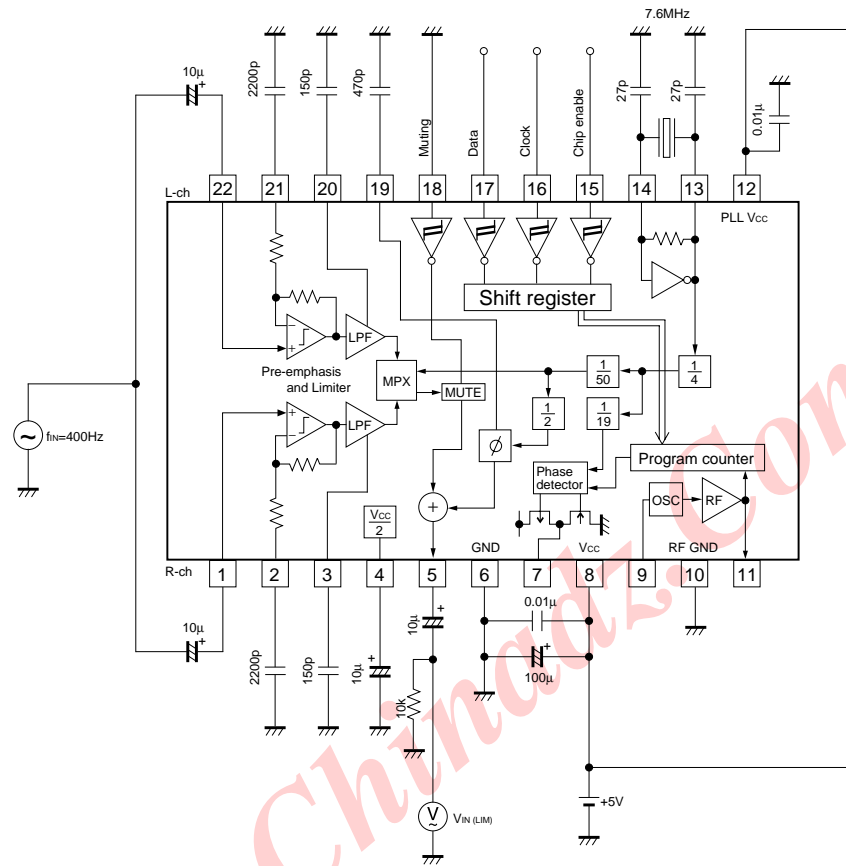 7.6MHz
10μ
+
2200p
150p
470p
Muting
Data
Clock
Chip enable
27p
27p
0.01μ
L-ch
22
21
20
19
18
17
16
15
14
13
12
PLL VCC
Shift register
−
+
LPF
Pre-emphasis
and Limiter
MPX
MUTE
1
50
1
4
1
2
1
19
+
−
LPF
ϕ
Phase
detector
Program counter
OSC
RF
~
fIN=400Hz
VCC
2
+
GND
VCC
RF GND
R-ch
1
2
3
4
5
6
7
8
9
10
11
10μ
+
2200p
150p
10μ
+
10μ
+
10k
0.01μ
+
100μ
V
~
VIN (LIM)
+5V
Chinadz.Com